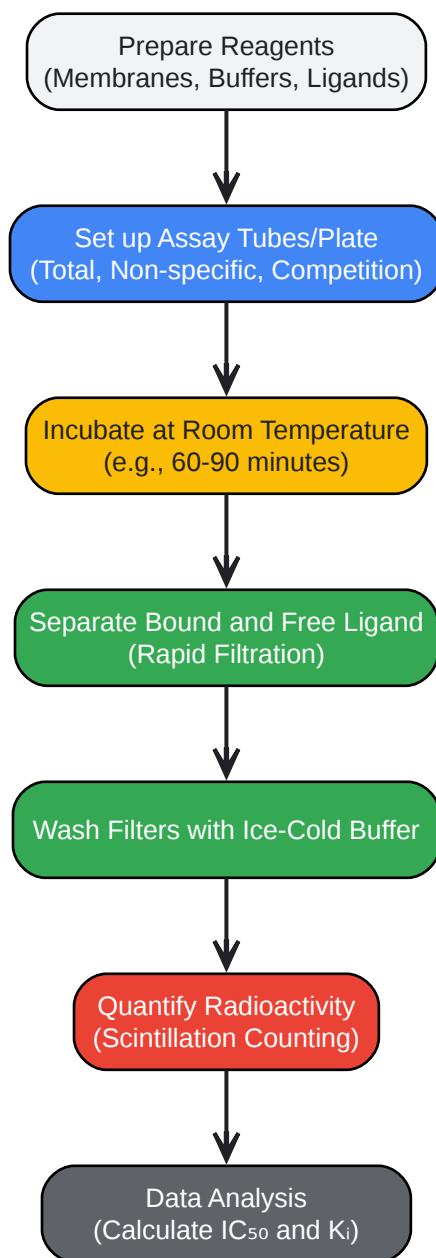 Prepare Reagents
(Membranes, Buffers, Ligands)
Set up Assay Tubes/Plate
(Total, Non-specific, Competition)
Incubate at Room Temperature
(e.g., 60-90 minutes)
Separate Bound and Free Ligand
(Rapid Filtration)
Wash Filters with Ice-Cold Buffer
Quantify Radioactivity
(Scintillation Counting)
Data Analysis
(Calculate IC₅₀ and Kᵢ)